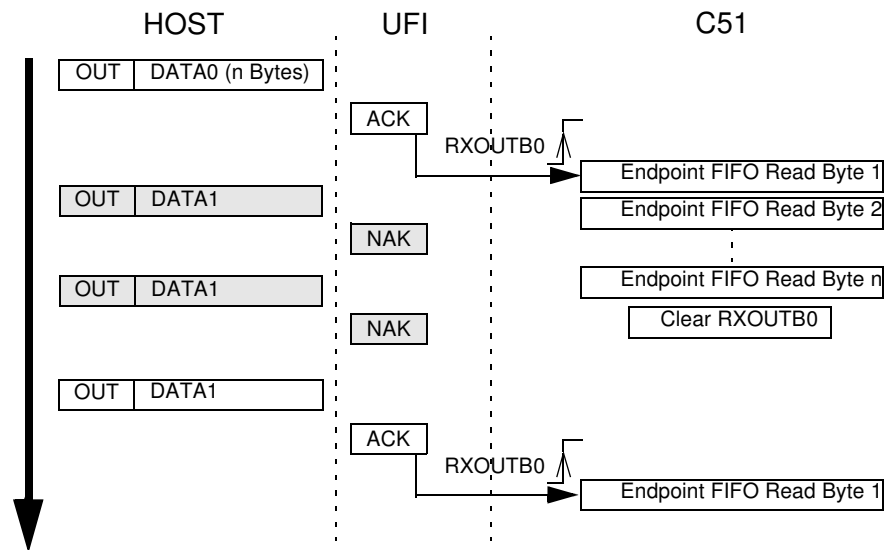 HOST UFI C51
OUT DATA0 (n Bytes)
ACK
RXOUTB0
Endpoint FIFO Read Byte 1
OUT DATA1
Endpoint FIFO Read Byte 2
NAK
Endpoint FIFO Read Byte n
OUT DATA1
Clear RXOUTB0
NAK
OUT DATA1
ACK
RXOUTB0
Endpoint FIFO Read Byte 1